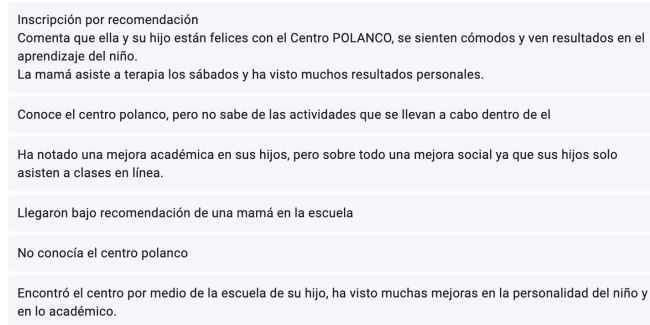 Inscripción por recomendación
Comenta que ella y su hijo están felices con el Centro POLANCO, se sienten cómodos y ven resultados en el
aprendizaje del niño.
La mamá asiste a terapia los sábados y ha visto muchos resultados personales.
Conoce el centro polanco, pero no sabe de las actividades que se llevan a cabo dentro de el
Ha notado una mejora académica en sus hijos, pero sobre todo una mejora social ya que sus hijos solo
asisten a clases en línea.
Llegaron bajo recomendación de una mamá en la escuela
No conocía el centro polanco
Encontró el centro por medio de la escuela de su hijo, ha visto muchas mejoras en la personalidad del niño y
en lo académico.